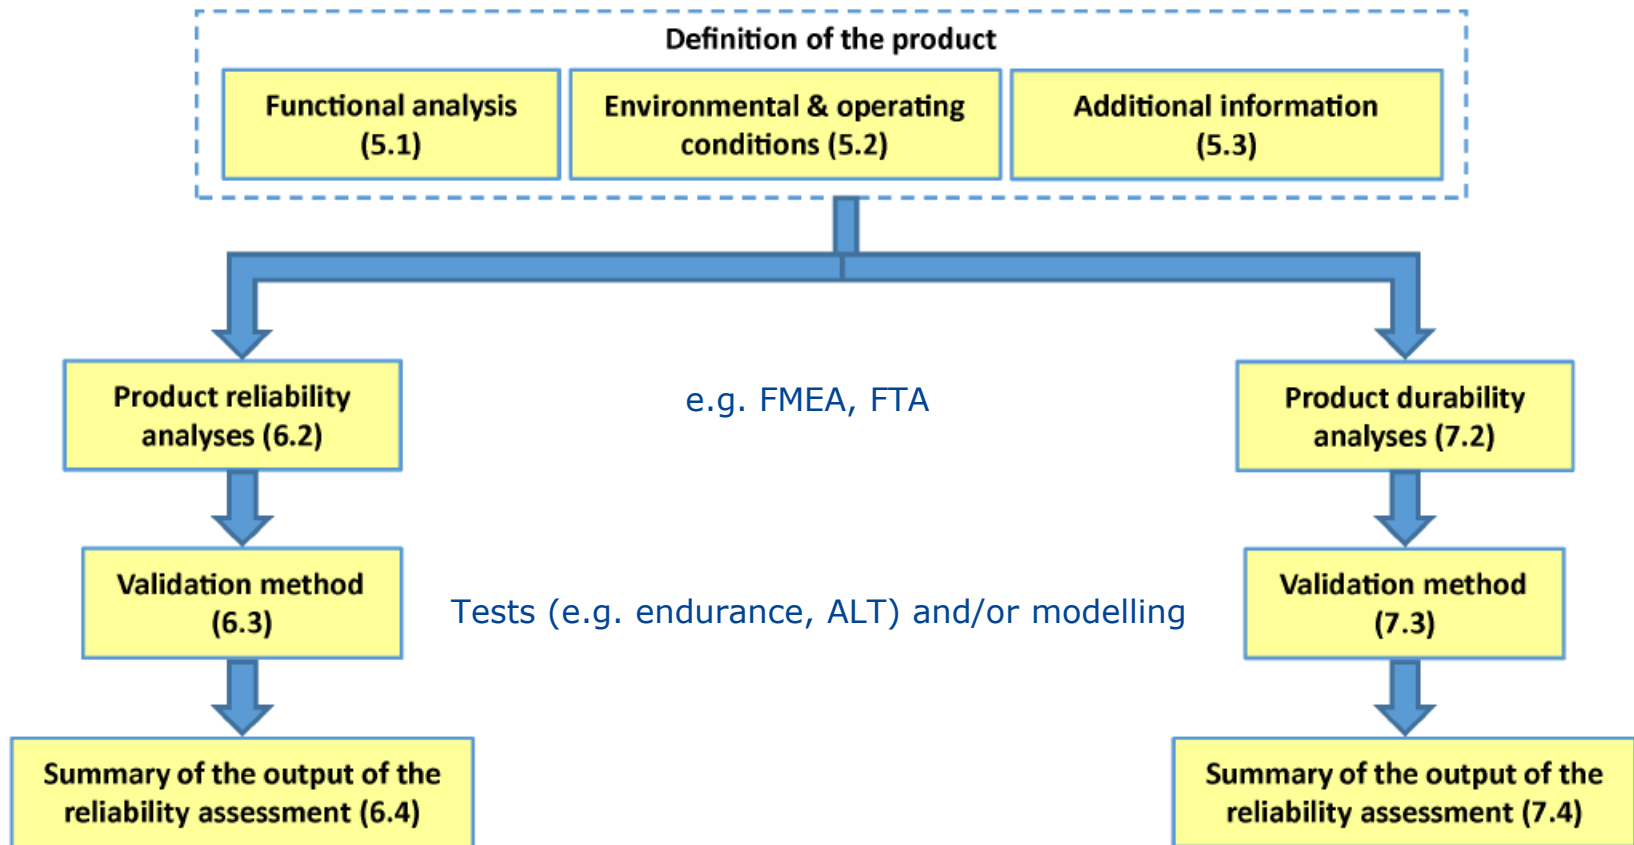 Definition of the product
Functional analysis
(5.1)
Environmental & operating
conditions (5.2)
Additional information
(5.3)
Product reliability
analyses (6.2)
e.g. FMEA, FTA
Product durability
analyses (7.2)
Validation method
(6.3)
Tests (e.g. endurance, ALT) and/or modelling
Validation method
(7.3)
Summary of the output of the
reliability assessment (6.4)
Summary of the output of the
reliability assessment (7.4)